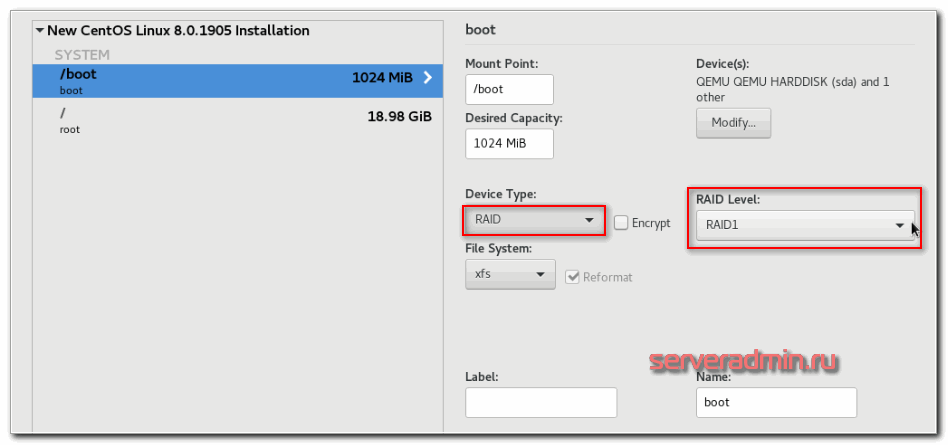 New CentOS Linux 8.0.1905 Installation
SYSTEM
/boot
boot
1024 MiB
/
root
18.98 GiB
boot
Mount Point:
/boot
Device(s):
QEMU QEMU HARDDISK (sda) and 1
other
Modify...
Desired Capacity:
1024 MiB
Device Type:
RAID
Encrypt
RAID Level:
RAID1
File System:
xfs
Reformat
serveradmin.ru
Label:
Name:
boot